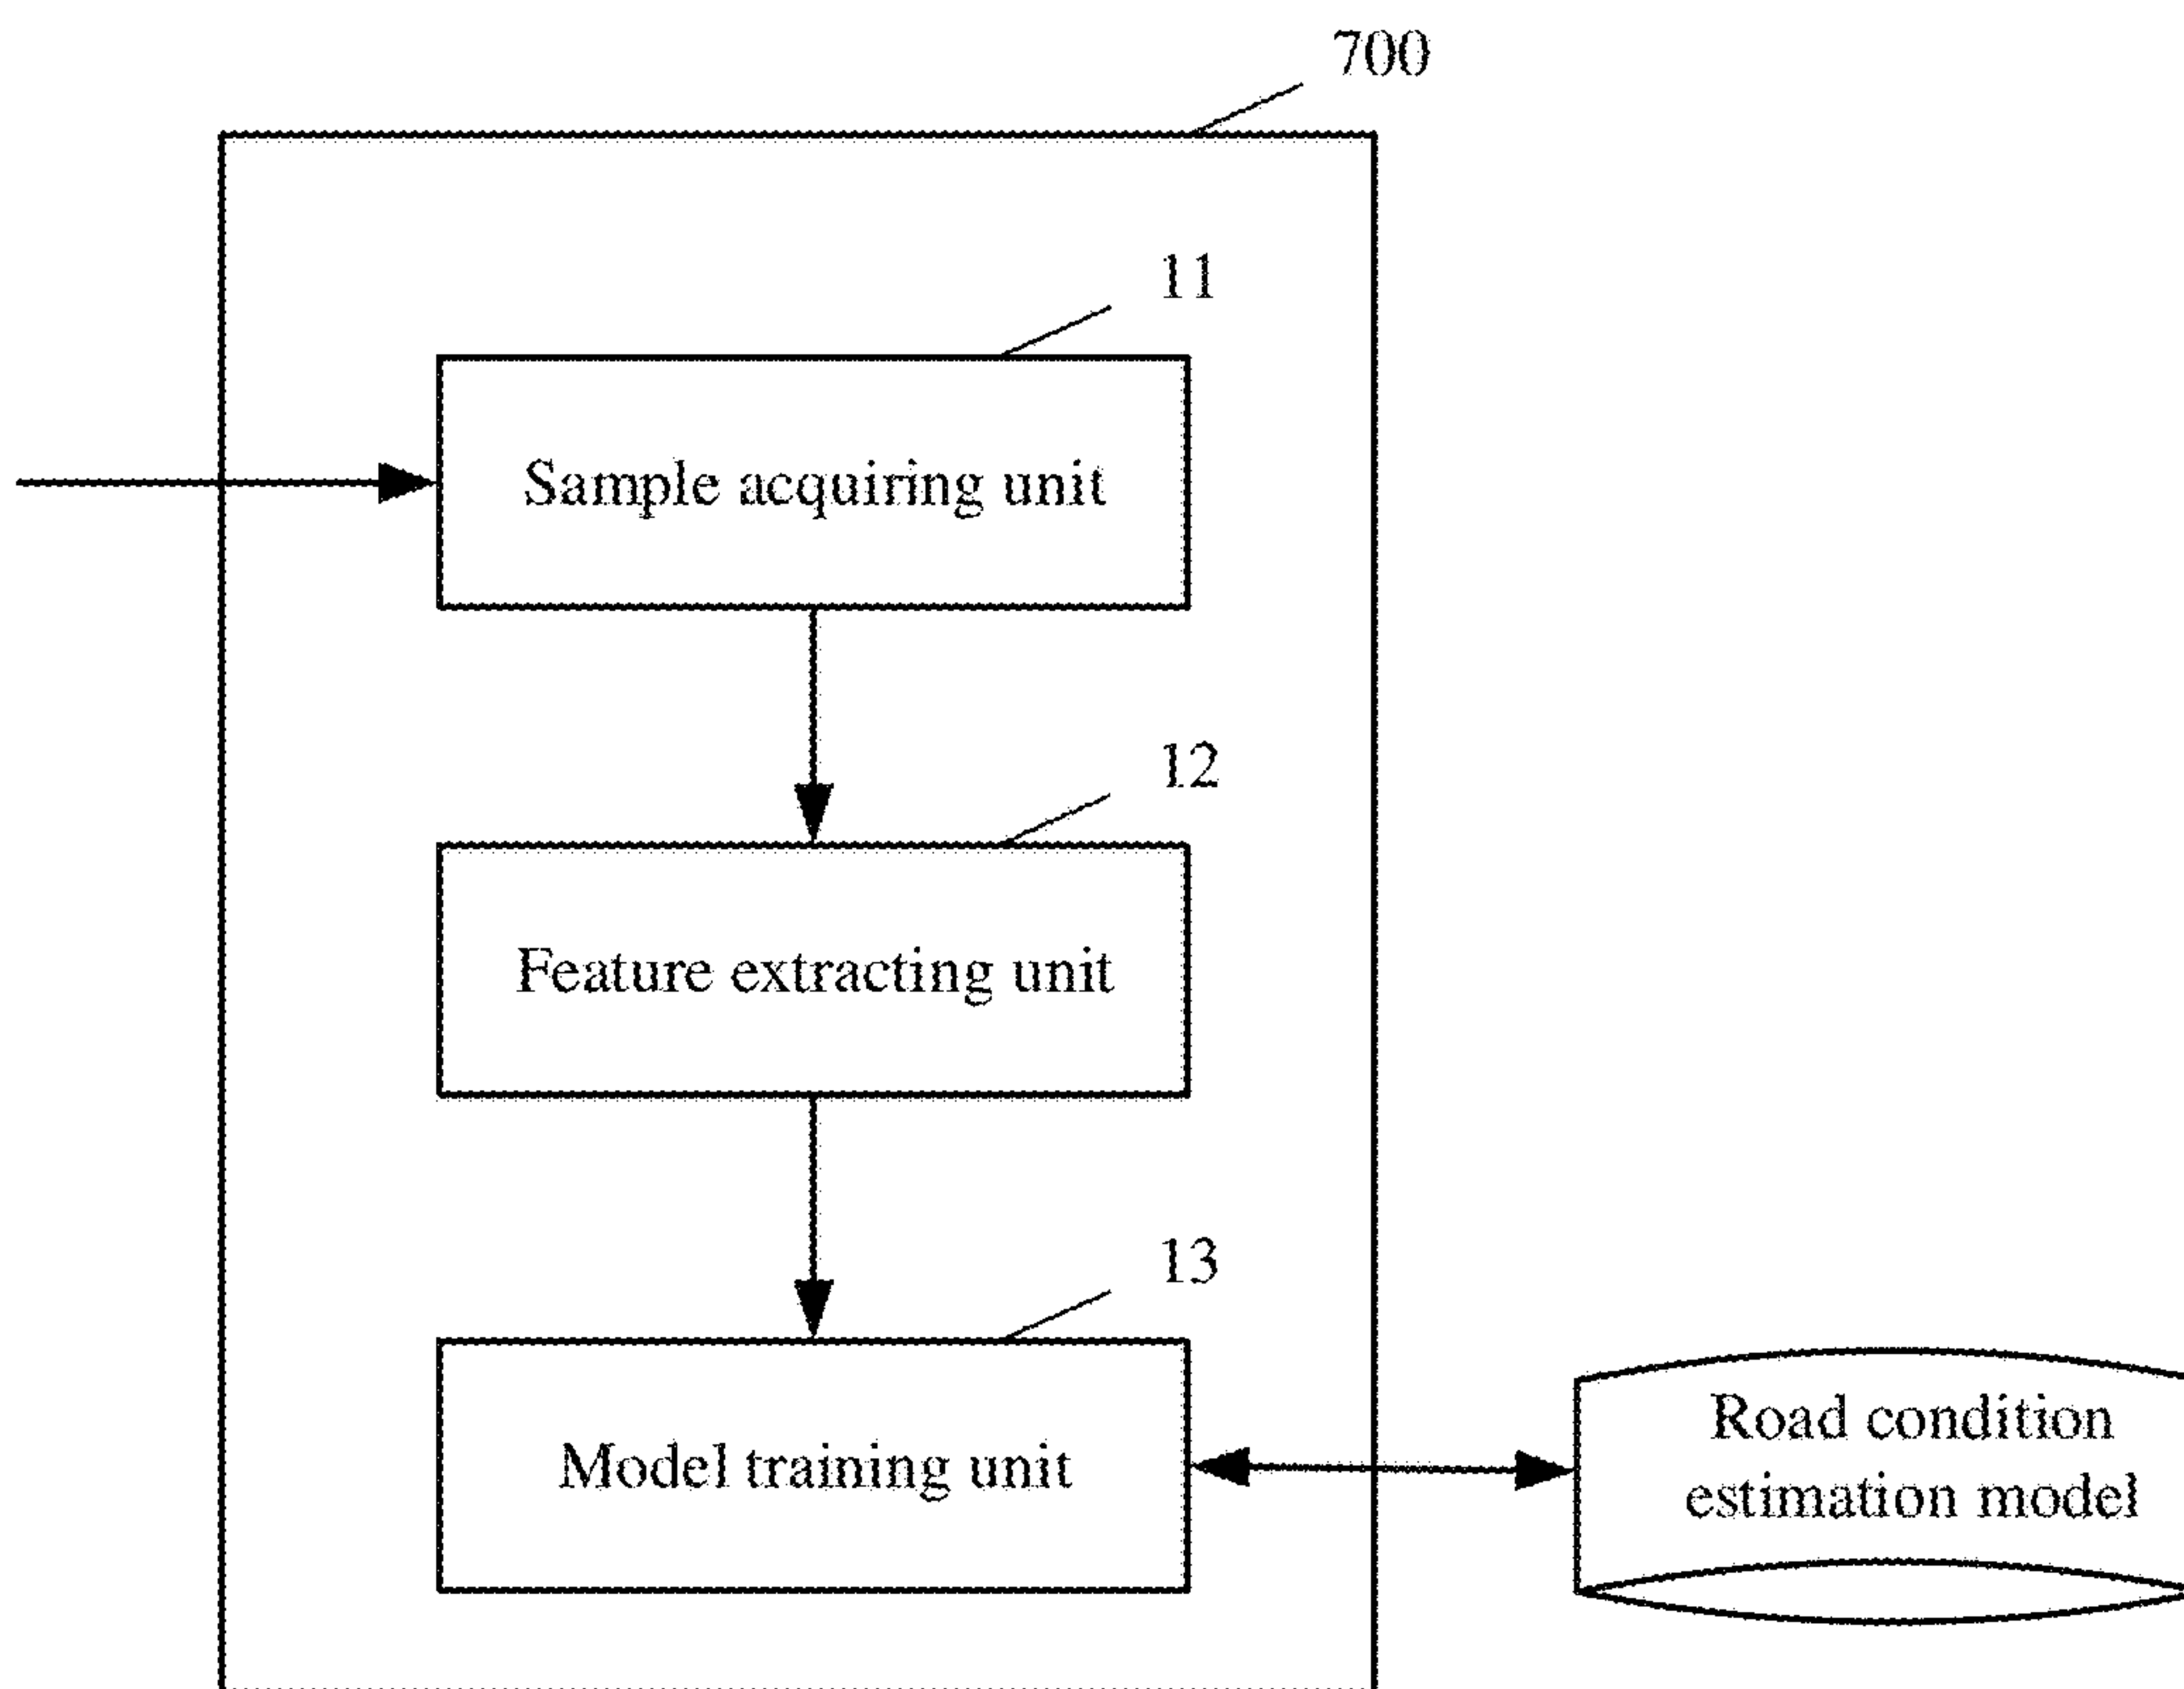 700
11
Sample acquiring unit
12
Feature extracting unit
13
Model training unit
Road condition
estimation model